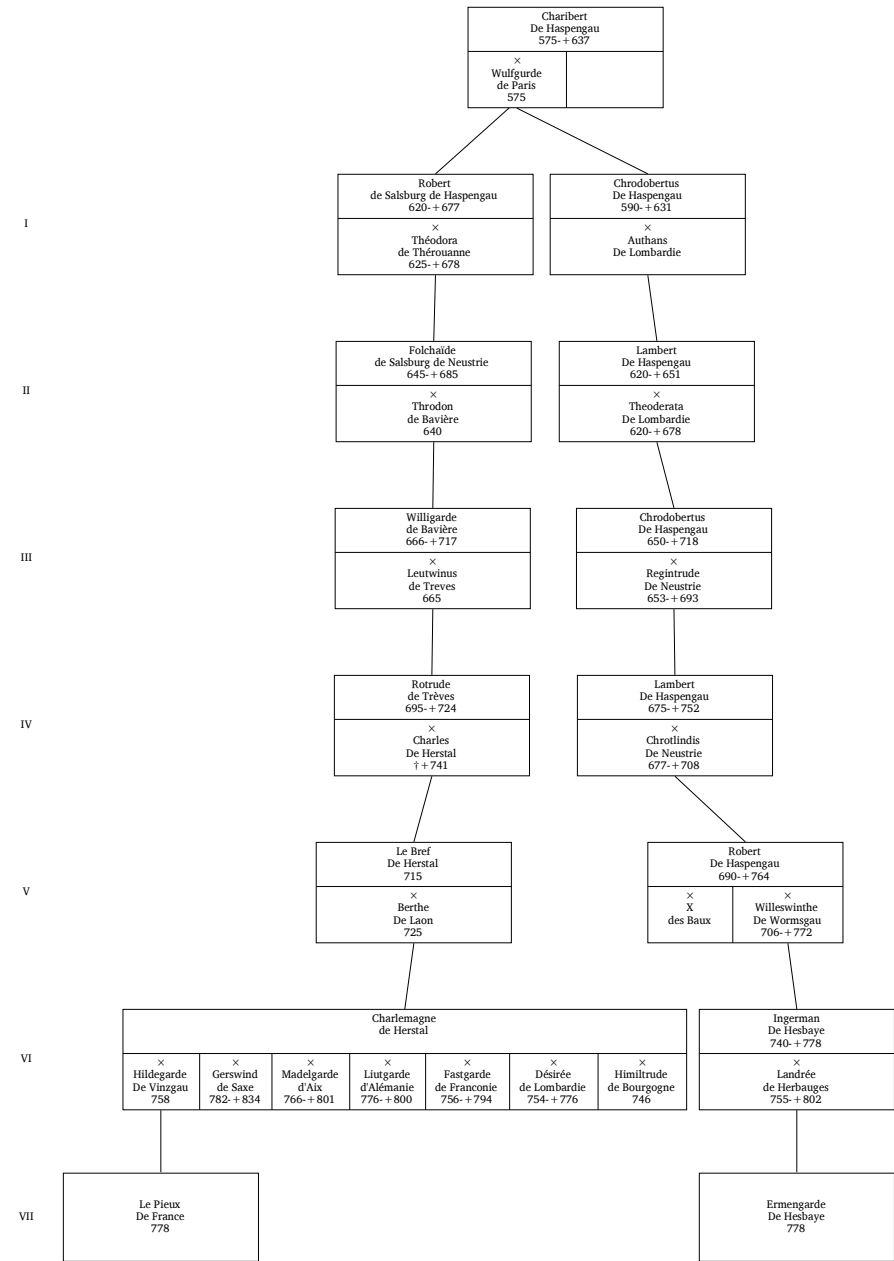 Charibert
De Haspengau
575-+637
×
Wulfgurde
de Paris
575
I
Robert
de Salsburg de Haspengau
620-+677
×
Théodora
de Thérouanne
625-+678
Chrodobertus
De Haspengau
590-+631
×
Authans
De Lombardie
II
Folchaïde
de Salsburg de Neustrie
645-+685
×
Throdon
de Bavière
640
Lambert
De Haspengau
620-+651
×
Theoderata
De Lombardie
620-+678
III
Willigarde
de Bavière
666-+717
×
Leutwinus
de Treves
665
Chrodobertus
De Haspengau
650-+718
×
Regintrude
De Neustrie
653-+693
IV
Rotrude
de Trèves
695-+724
×
Charles
De Herstal
†+741
Lambert
De Haspengau
675-+752
×
Chrotlindis
De Neustrie
677-+708
V
Le Bref
De Herstal
715
×
Berthe
De Laon
725
Robert
De Haspengau
690-+764
×
X
des Baux
×
Willeswinthe
De Wormsgau
706-+772
VI
Charlemagne
de Herstal
×
Hildegarde
De Vinzgau
758
×
Gerswind
de Saxe
782-+834
×
Madelgarde
d'Aix
766-+801
×
Liutgarde
d'Alémanie
776-+800
×
Fastgarde
de Franconie
756-+794
×
Désirée
de Lombardie
754-+776
×
Himiltrude
de Bourgogne
746
Ingerman
De Hesbaye
740-+778
×
Landrée
de Herbauges
755-+802
VII
Le Pieux
De France
778
Ermengarde
De Hesbaye
778